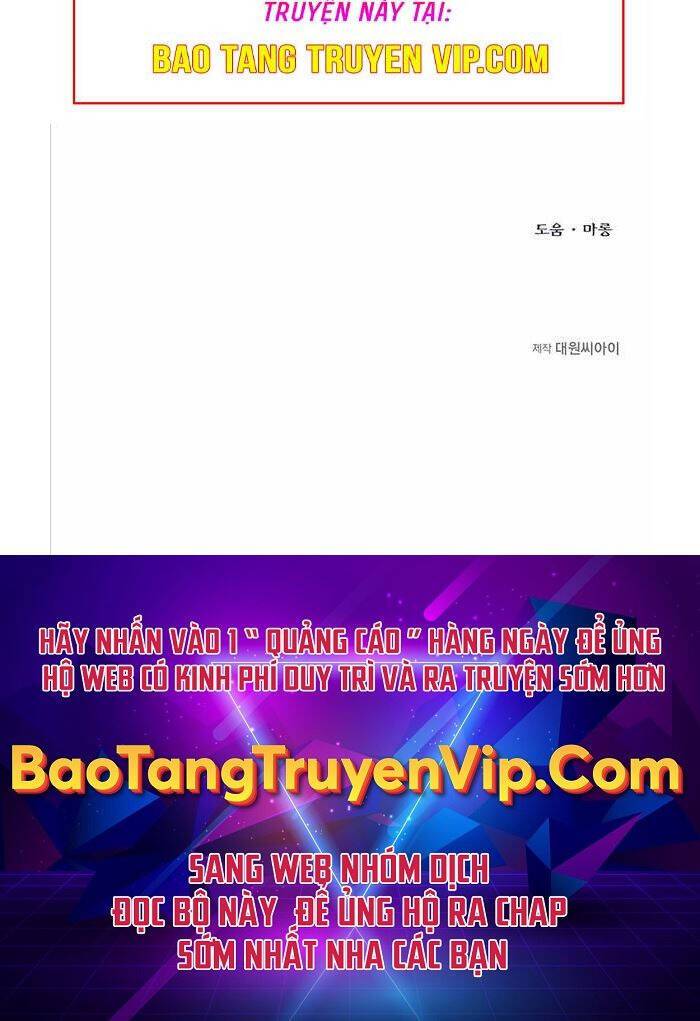 TRUYỆN NÀY TẠI:
BAO TANG TRUYEN VIP.COM
도움 · 마롱
제작 대원씨아이
HÃY NHẤN VÀO 1 “ QUẢNG CÁO ” HÀNG NGÀY ĐỂ ỦNG
HỘ WEB CÓ KINH PHÍ DUY TRÌ VÀ RA TRUYỆN SỚM HƠN
BaoTangTruyenVip.Com
SANG WEB NHÓM DỊCH
ĐỌC BỘ NÀY ĐỂ ỦNG HỘ RA CHAP
SỚM NHẤT NHA CÁC BẠN